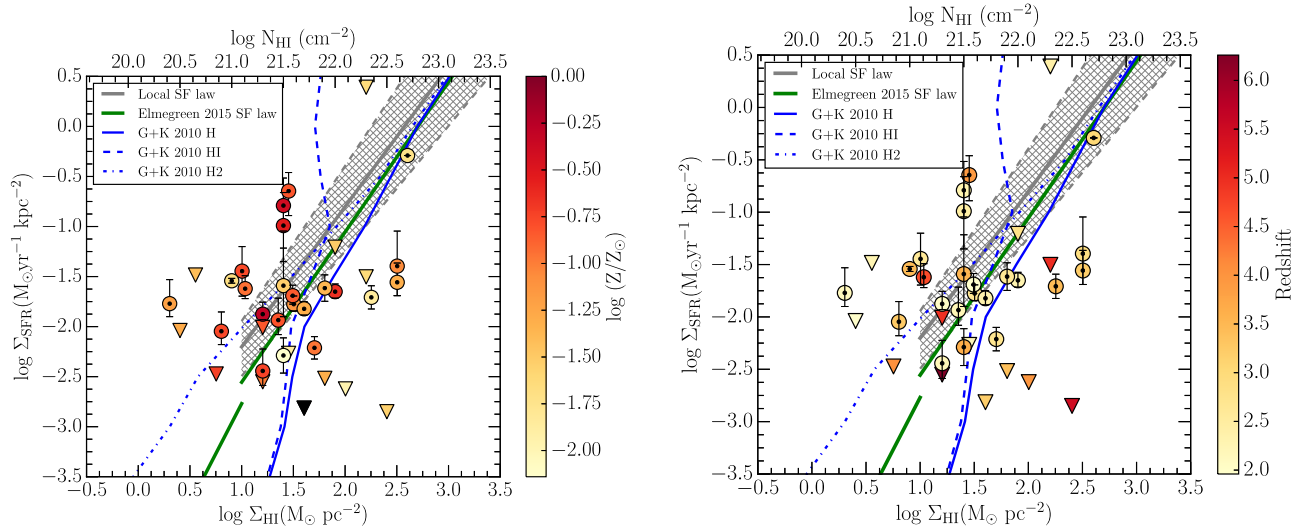 log N_HI (cm⁻²)
20.0 20.5 21.0 21.5 22.0 22.5 23.0 23.5
0.5
0.0
−0.5
−1.0
−1.5
−2.0
−2.5
−3.0
−3.5
log Σ_SFR(M⊙yr⁻¹ kpc⁻²)
Local SF law
Elmegreen 2015 SF law
G+K 2010 H
G+K 2010 HI
G+K 2010 H2
−0.5 0.0 0.5 1.0 1.5 2.0 2.5 3.0 3.5
log Σ_HI(M⊙ pc⁻²)
0.00
−0.25
−0.50
−0.75
−1.00
−1.25
−1.50
−1.75
−2.00
log (Z/Z⊙)
log N_HI (cm⁻²)
20.0 20.5 21.0 21.5 22.0 22.5 23.0 23.5
0.5
0.0
−0.5
−1.0
−1.5
−2.0
−2.5
−3.0
−3.5
log Σ_SFR(M⊙yr⁻¹ kpc⁻²)
Local SF law
Elmegreen 2015 SF law
G+K 2010 H
G+K 2010 HI
G+K 2010 H2
−0.5 0.0 0.5 1.0 1.5 2.0 2.5 3.0 3.5
log Σ_HI(M⊙ pc⁻²)
6.0
5.5
5.0
4.5
4.0
3.5
3.0
2.5
2.0
Redshift